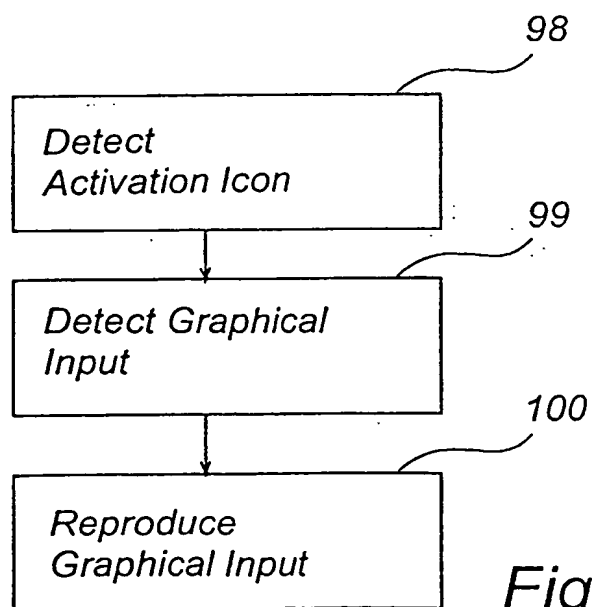 98
Detect
Activation Icon
99
Detect Graphical
Input
100
Reproduce
Graphical Input
Fig